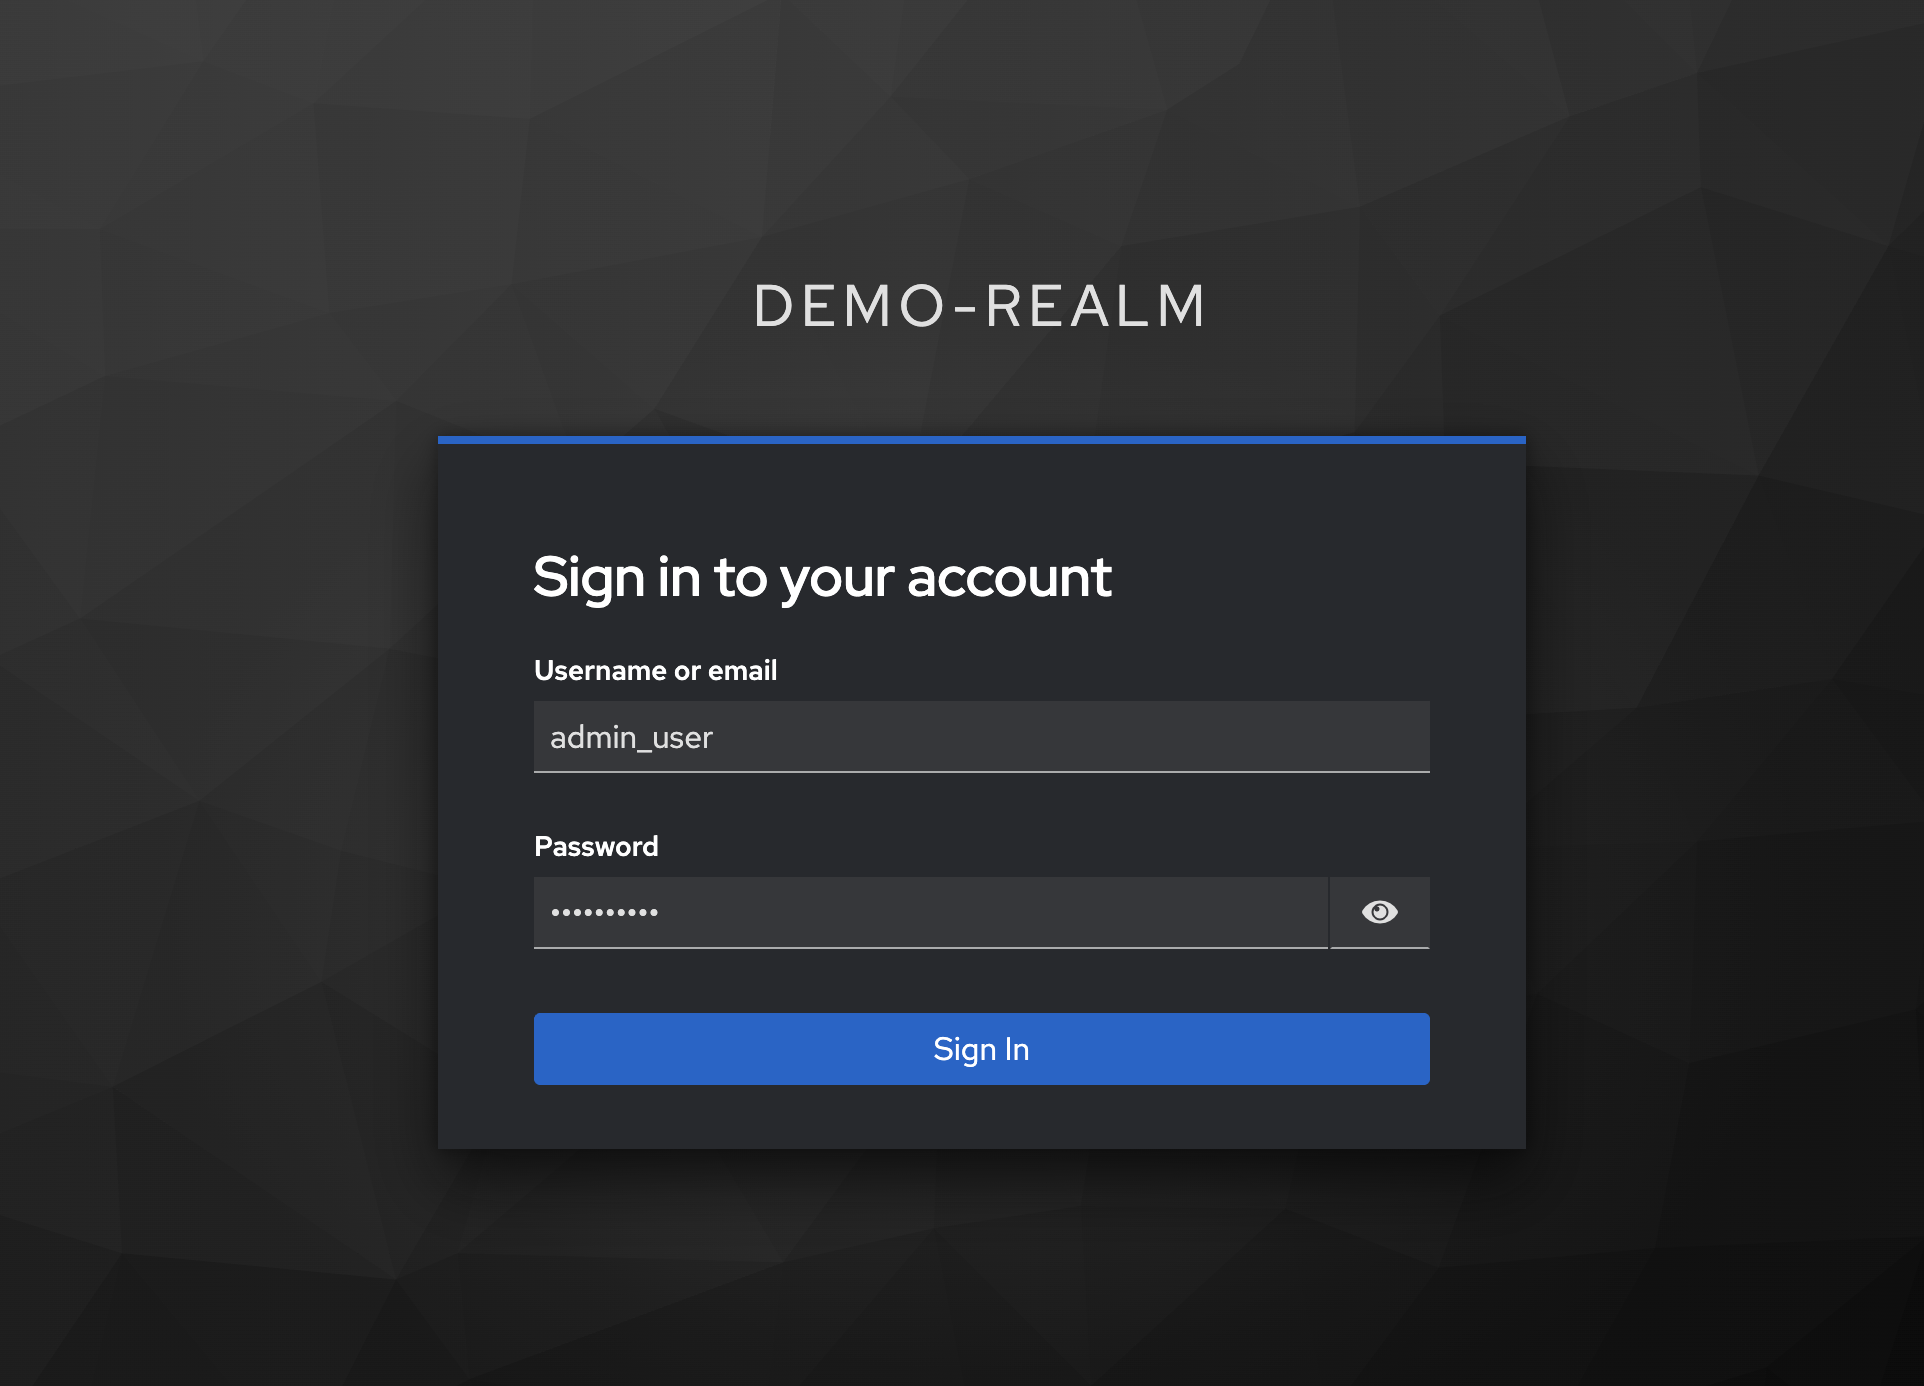 DEMO-REALM
Sign in to your account
Username or email
admin_user
Password
••••••••••
Sign In